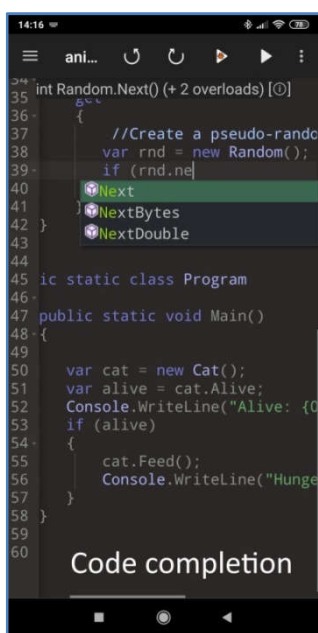 14:16 78
ani...
int Random.Next() (+ 2 overloads) [ⓘ]
35 get
36 {
37 //Create a pseudo-rando
38 var rnd = new Random();
39 if (rnd.ne
40 Next
41 } NextBytes
42 } NextDouble
43
44
45 ic static class Program
46
47 public static void Main()
48 {
49
50 var cat = new Cat();
51 var alive = cat.Alive;
52 Console.WriteLine("Alive: {0
53 if (alive)
54 {
55 cat.Feed();
56 Console.WriteLine("Hunge
57 }
58 }
59
60
Code completion